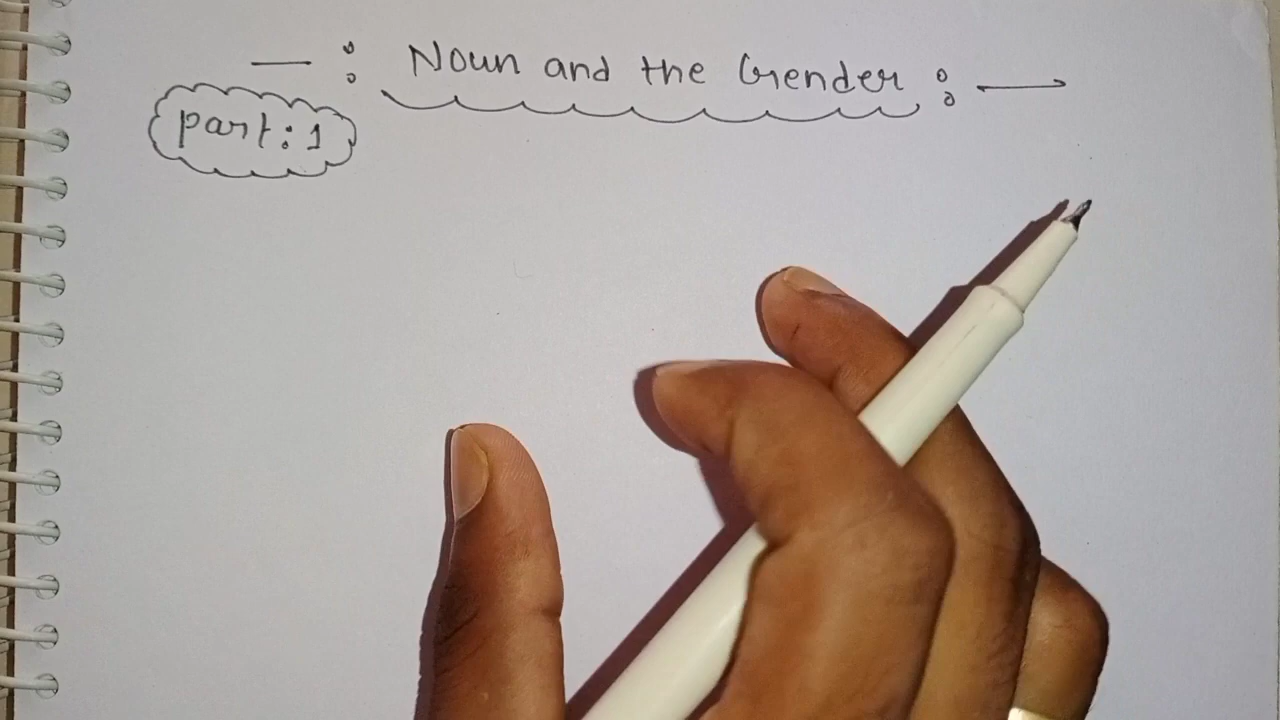 — : Noun and the Gender : —
Part : 1